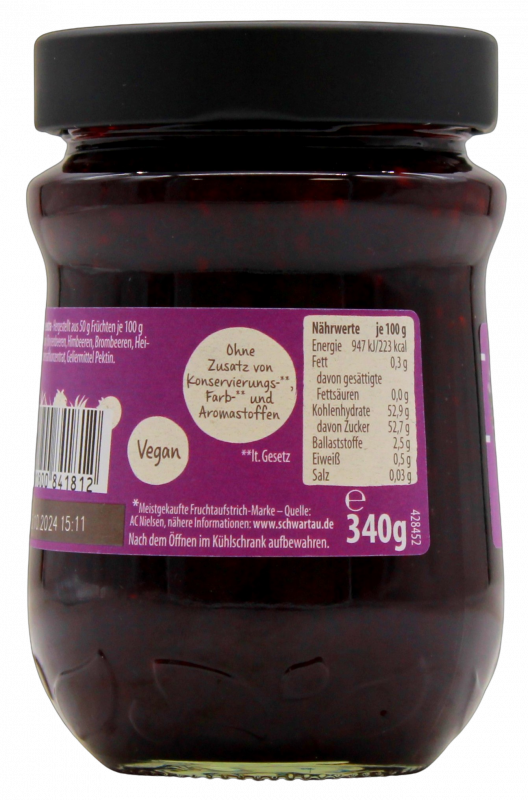 Hergestellt aus 50 g Früchten je 100 g
Himbeeren, Brombeeren, Hei-
Geliermittel Pektin.
841812
2024 15:11
Vegan
Ohne
Zusatz von
Konservierungs-**,
Farb-** und
Aromastoffen
**lt. Gesetz
*Meistgekaufte Fruchtaufstrich-Marke – Quelle:
AC Nielsen, nähere Informationen: www.schwartau.de
Nach dem Öffnen im Kühlschrank aufbewahren.
Nährwerte je 100 g
Energie 947 kJ/223 kcal
Fett 0,3 g
davon gesättigte
Fettsäuren 0,0 g
Kohlenhydrate 52,9 g
davon Zucker 52,7 g
Ballaststoffe 2,5 g
Eiweiß 0,5 g
Salz 0,03 g
℮
340g
428452